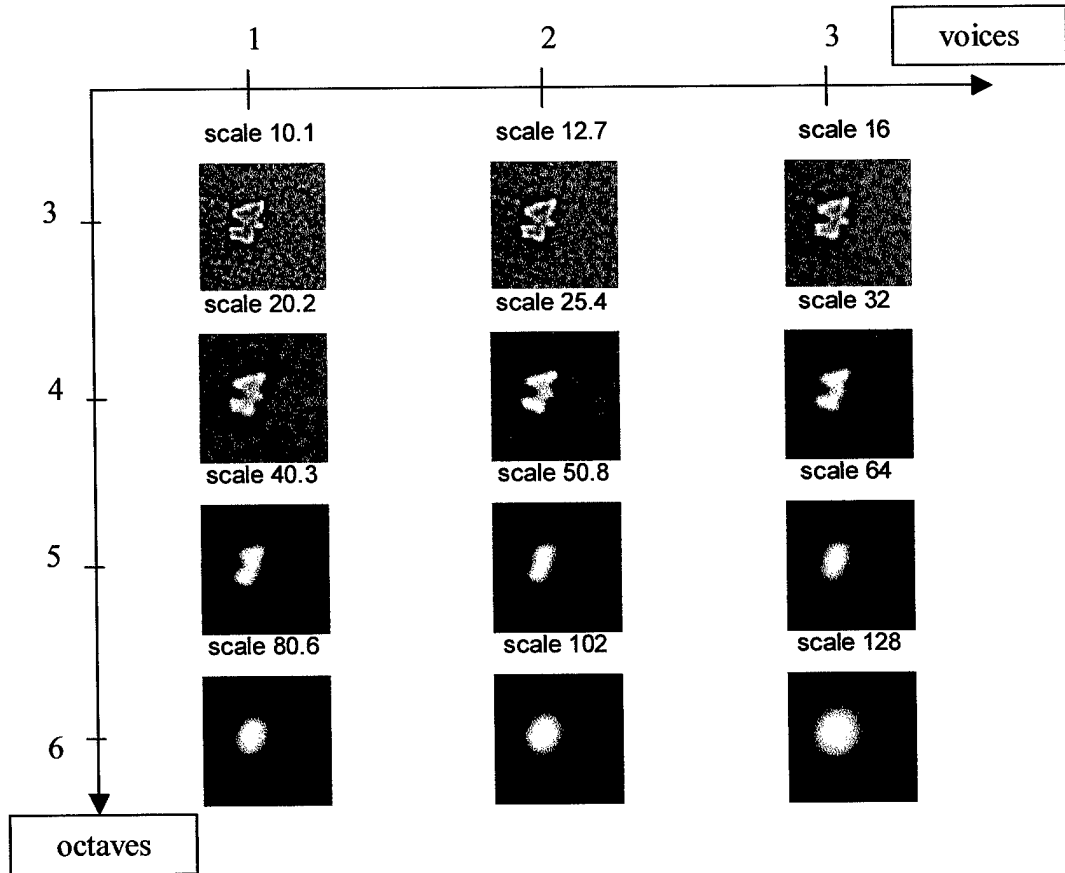 1 2 3 voices
scale 10.1 scale 12.7 scale 16
3
scale 20.2 scale 25.4 scale 32
4
scale 40.3 scale 50.8 scale 64
5
scale 80.6 scale 102 scale 128
6
octaves